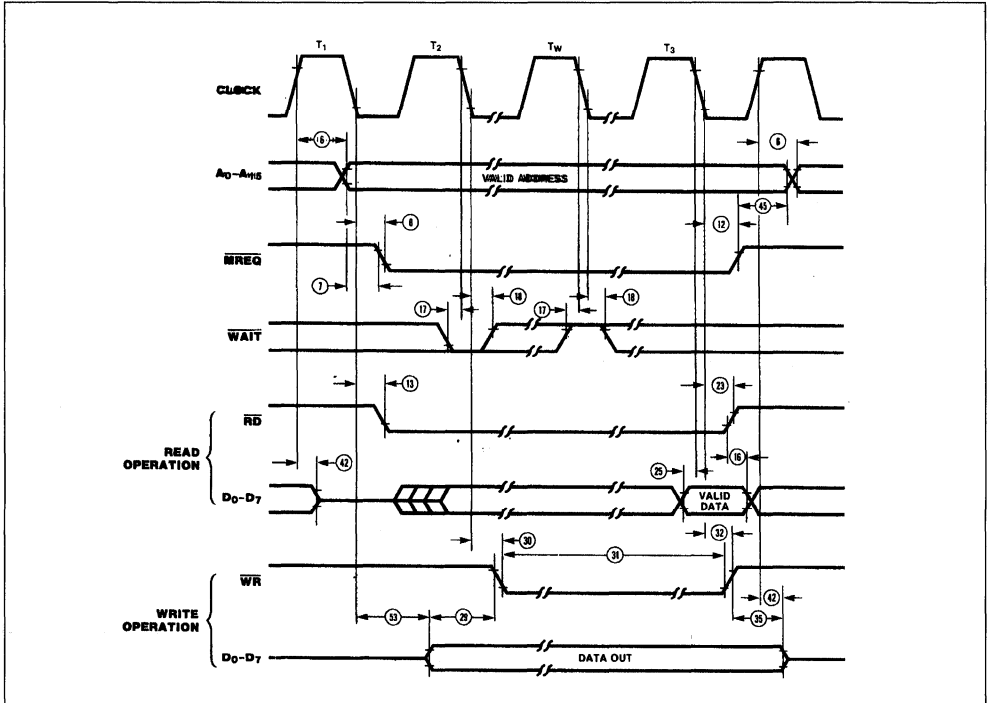 T1 T2 TW T3
CLOCK
6 6
A0-A15 VALID ADDRESS
45
8 12
MREQ
7
17 18 17 18
WAIT
13 23
RD
READ
OPERATION
16
42 25
D0-D7 VALID
DATA
32
30 31
WR
42
WRITE
OPERATION
53 29 35
D0-D7 DATA OUT